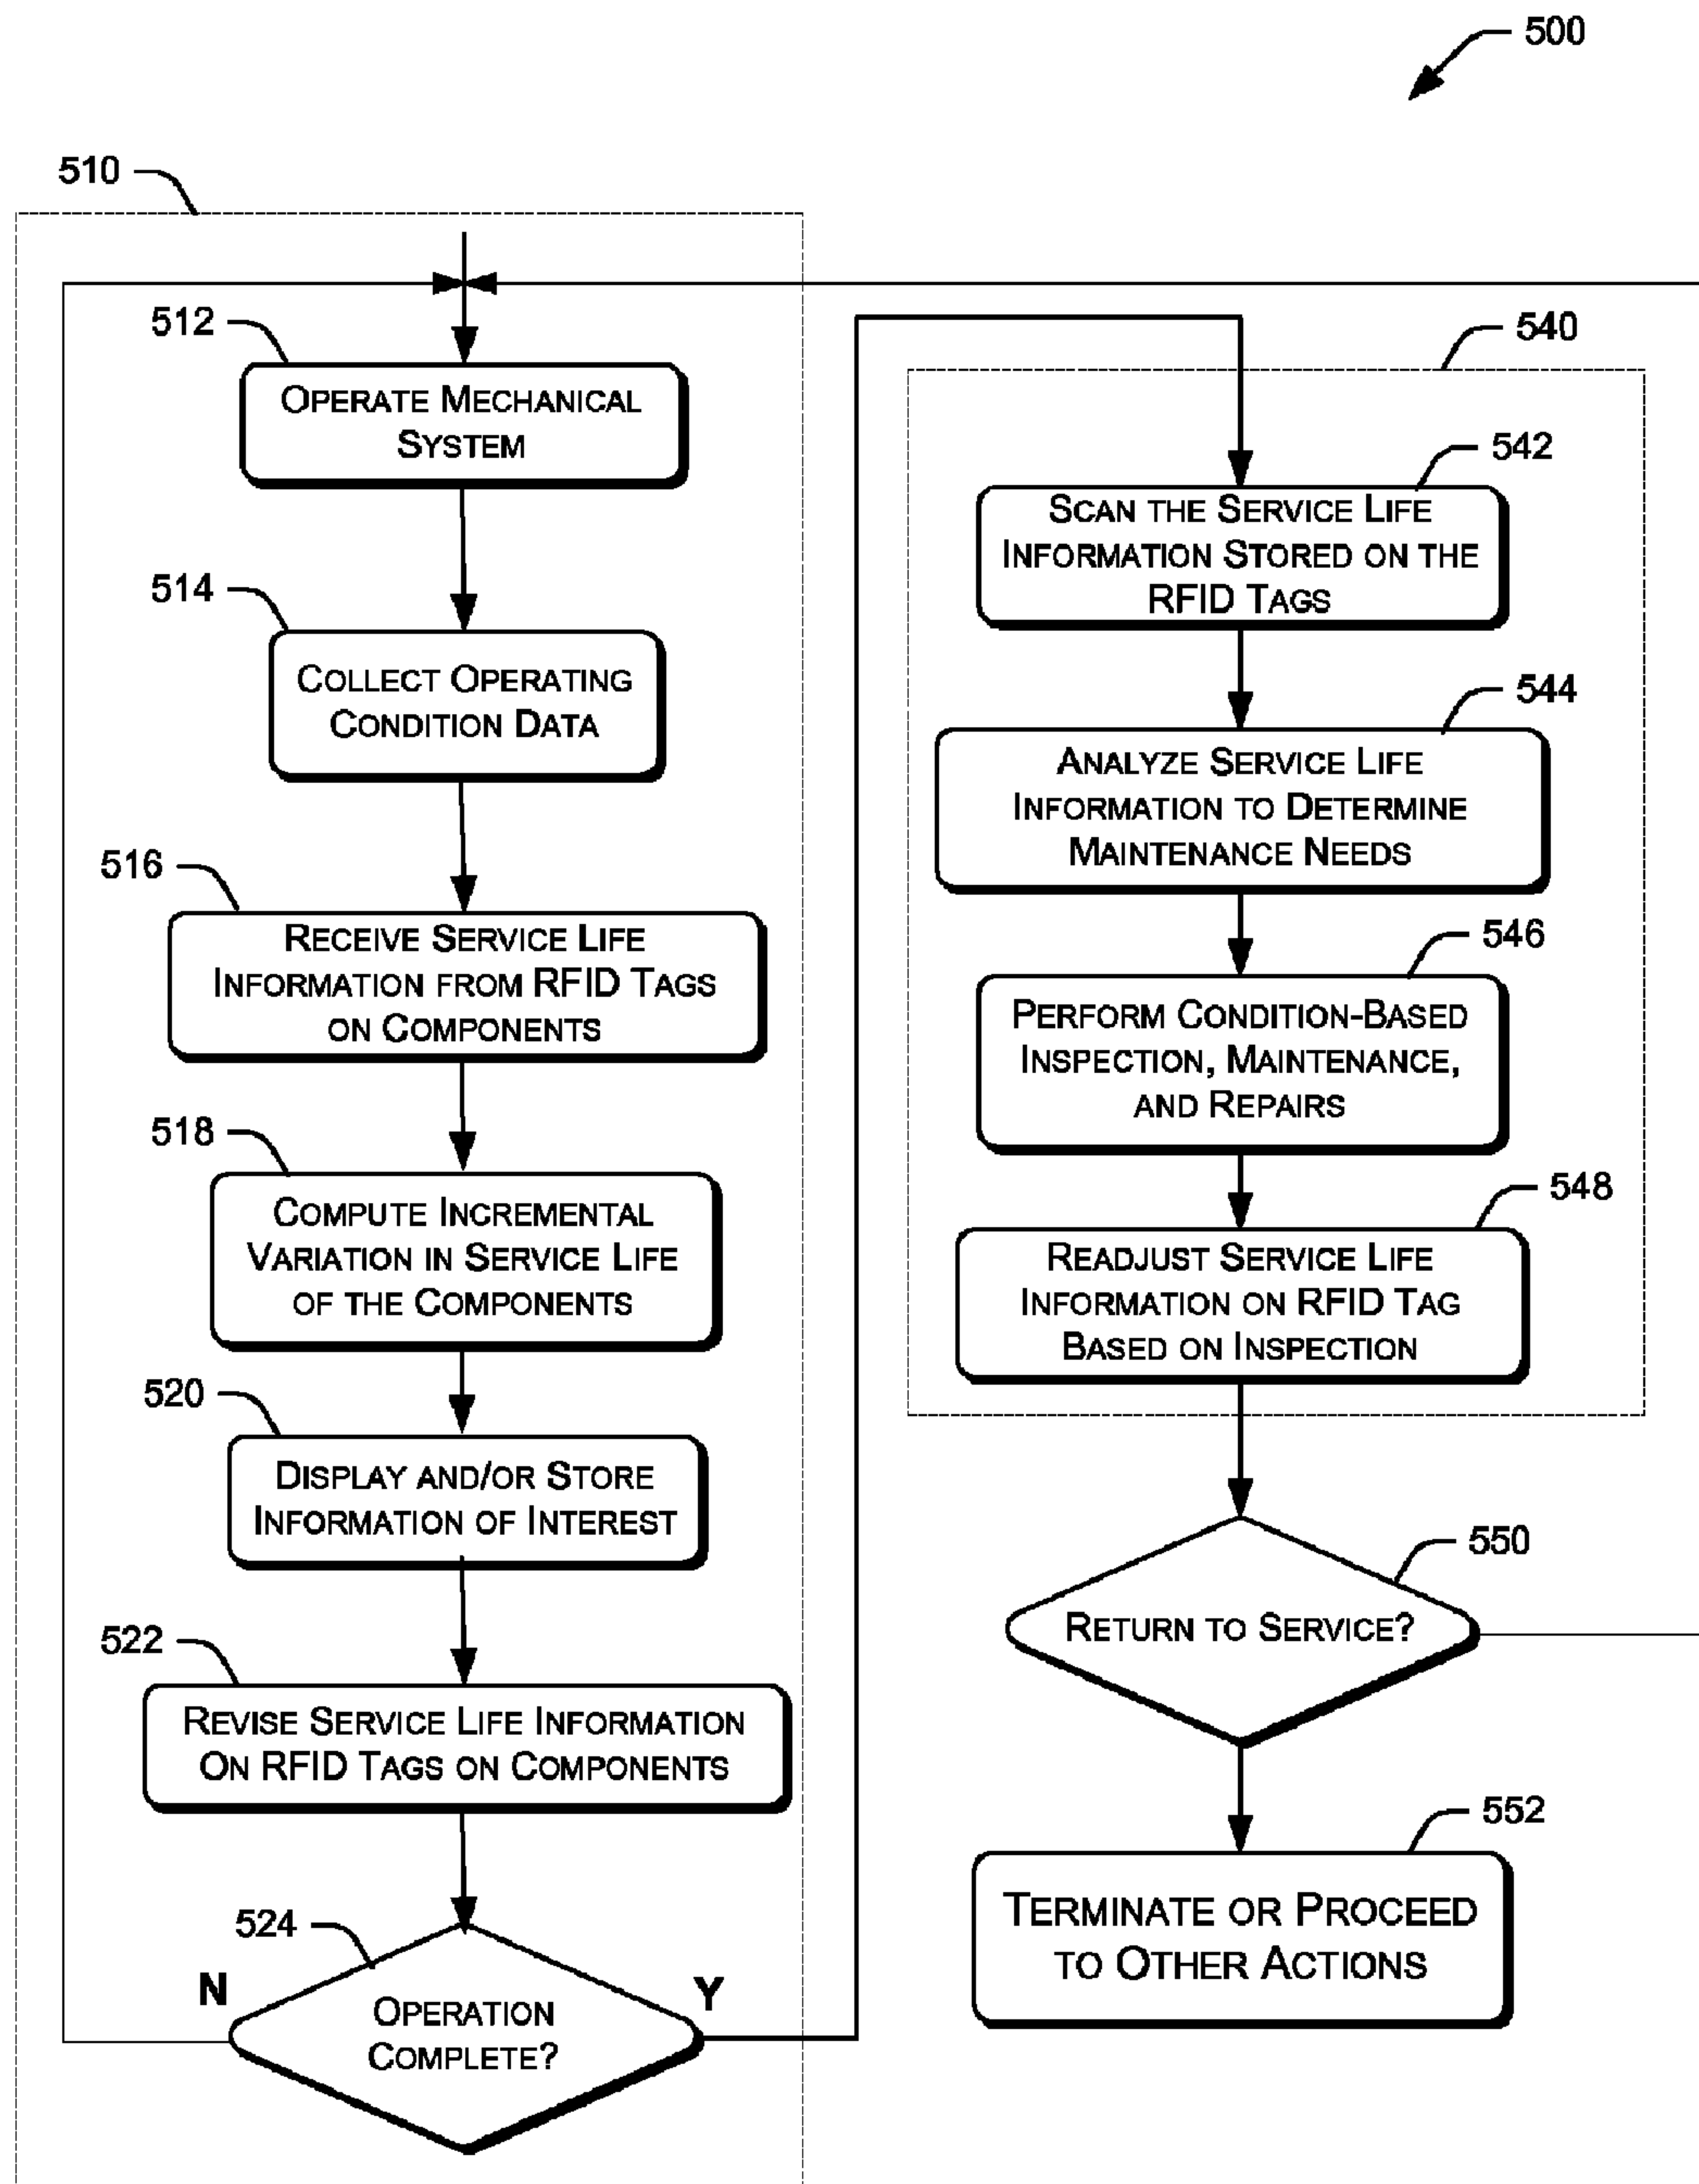 500
510
512
OPERATE MECHANICAL
SYSTEM
514
COLLECT OPERATING
CONDITION DATA
516
RECEIVE SERVICE LIFE
INFORMATION FROM RFID TAGS
ON COMPONENTS
518
COMPUTE INCREMENTAL
VARIATION IN SERVICE LIFE
OF THE COMPONENTS
520
DISPLAY AND/OR STORE
INFORMATION OF INTEREST
522
REVISE SERVICE LIFE INFORMATION
ON RFID TAGS ON COMPONENTS
524
N
Y
OPERATION
COMPLETE?
540
542
SCAN THE SERVICE LIFE
INFORMATION STORED ON THE
RFID TAGS
544
ANALYZE SERVICE LIFE
INFORMATION TO DETERMINE
MAINTENANCE NEEDS
546
PERFORM CONDITION-BASED
INSPECTION, MAINTENANCE,
AND REPAIRS
548
READJUST SERVICE LIFE
INFORMATION ON RFID TAG
BASED ON INSPECTION
550
RETURN TO SERVICE?
552
TERMINATE OR PROCEED
TO OTHER ACTIONS